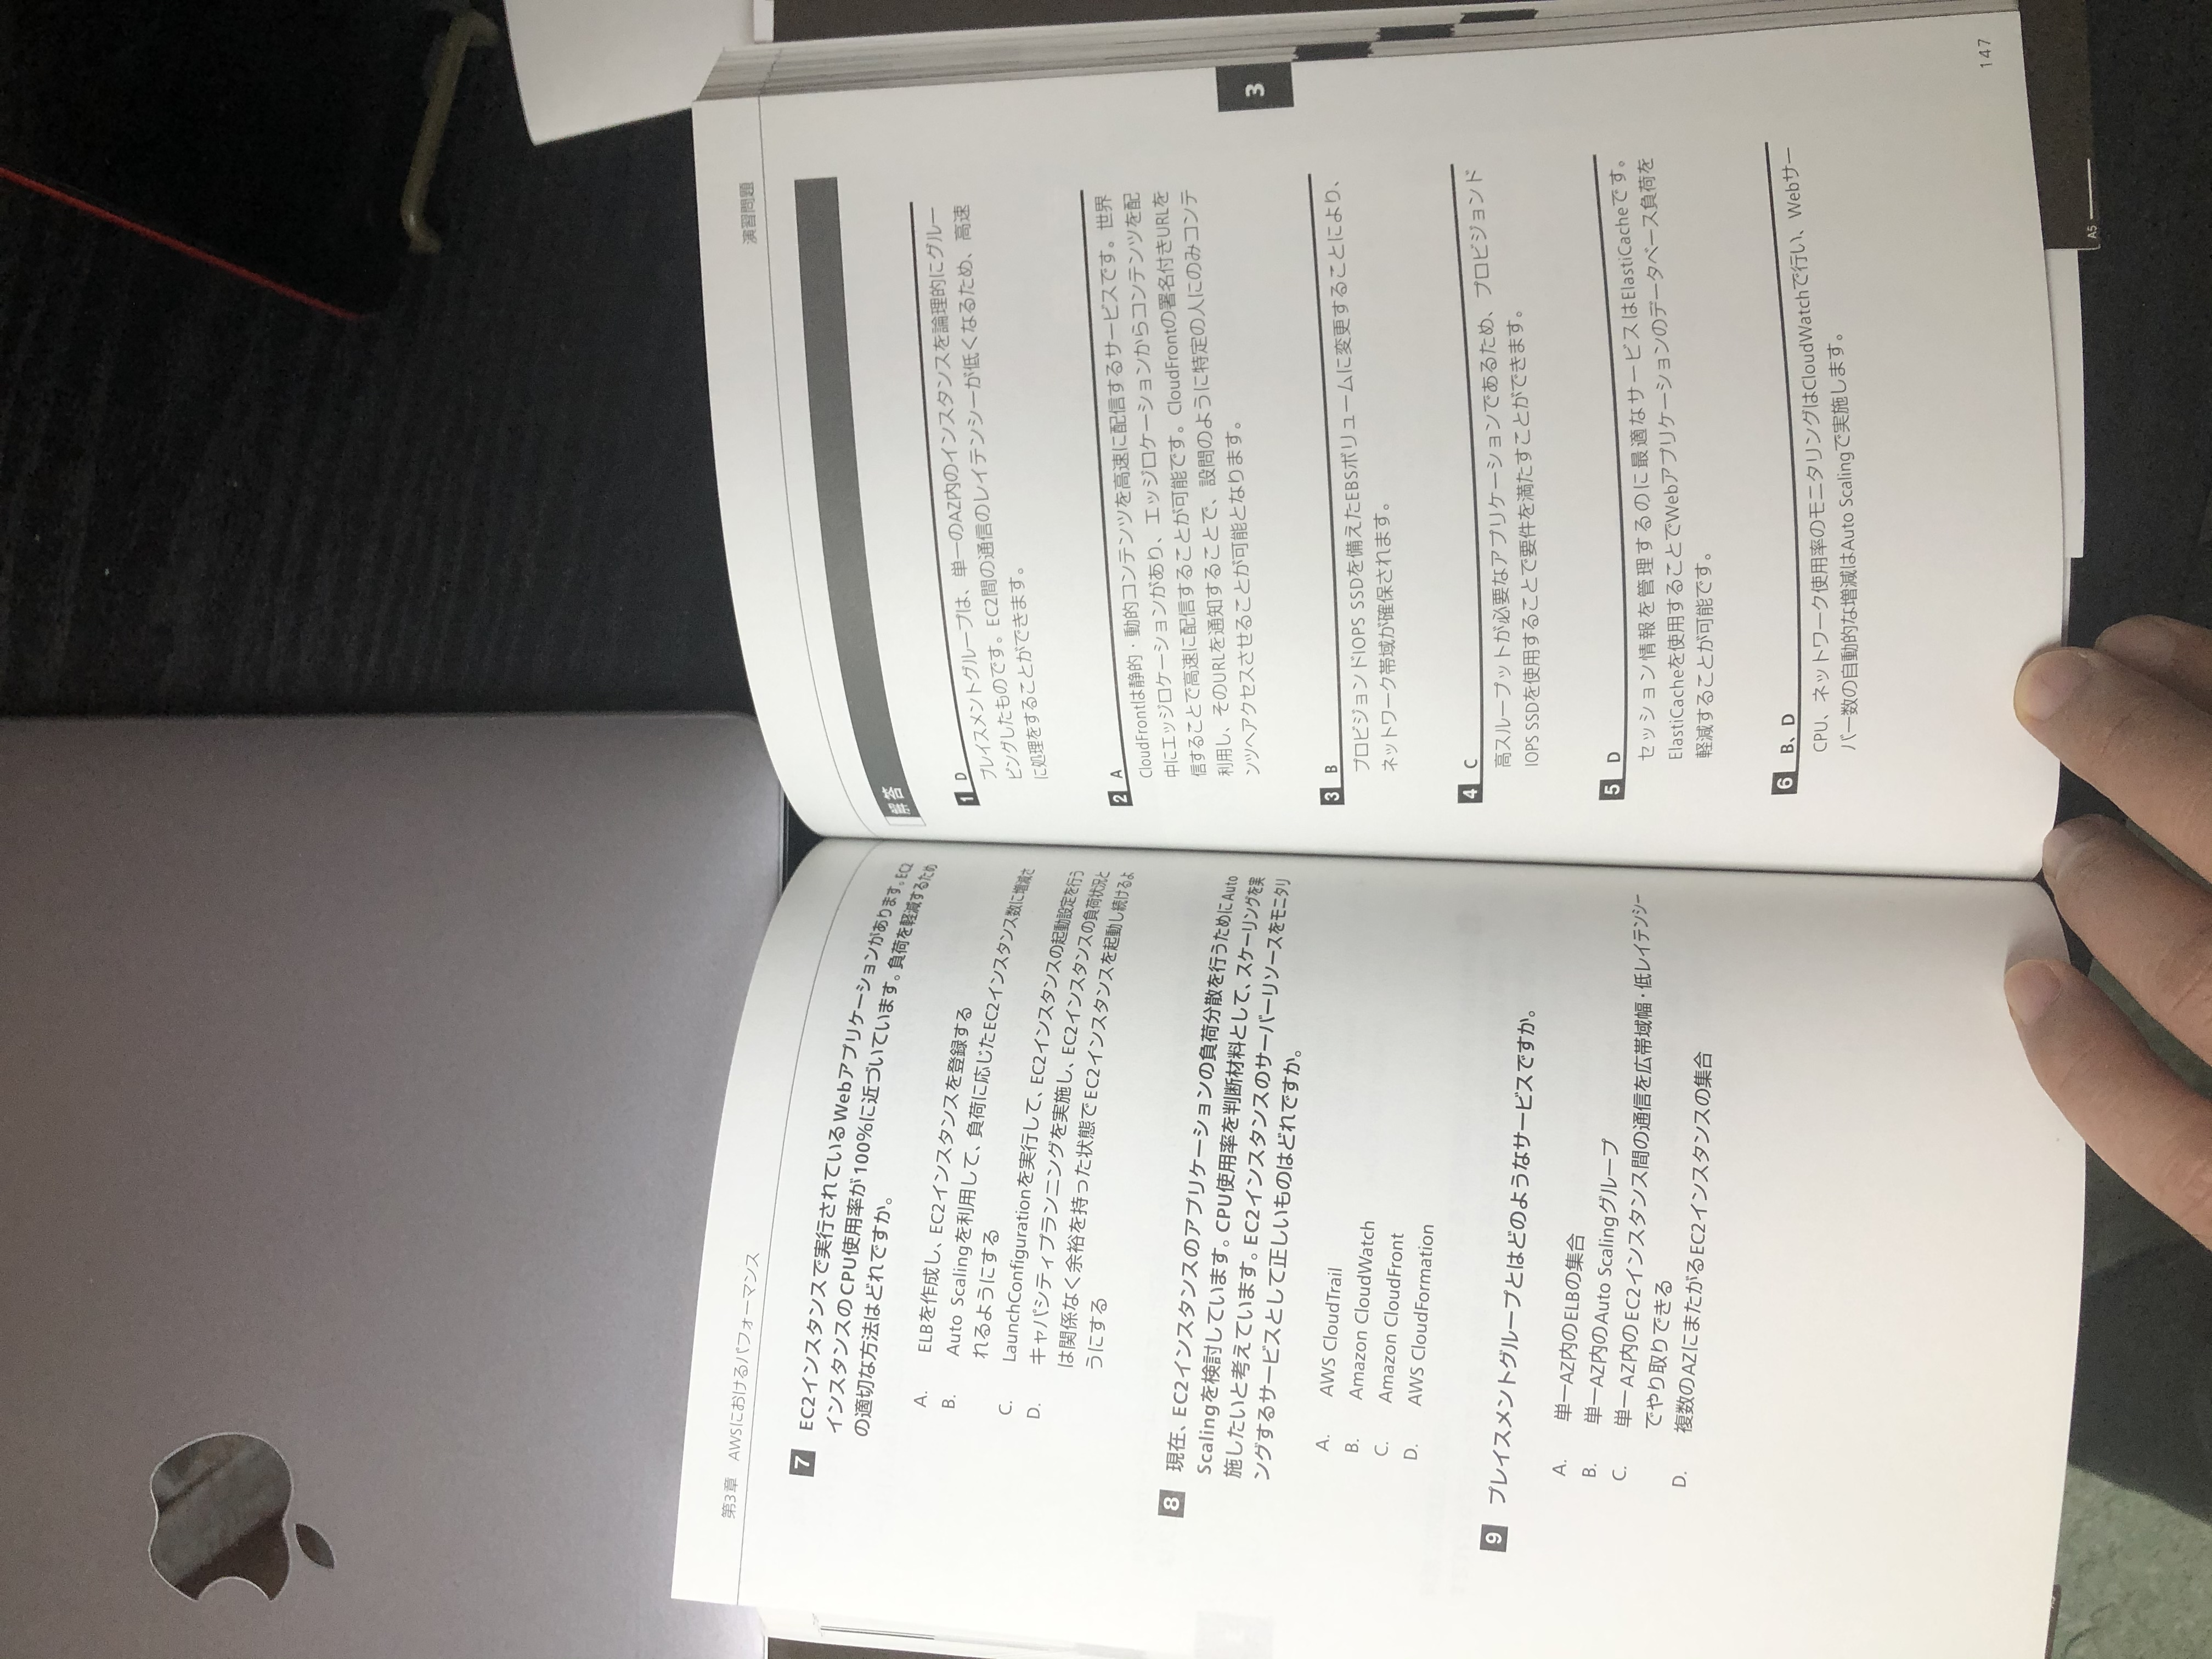 第3章 AWSにおけるパフォーマンス
7 EC2インスタンスで実行されているWebアプリケーションがあります。EC2
インスタンスのCPU使用率が100%に近づいています。負荷を軽減するため
の適切な方法はどれですか。
A. ELBを作成し、EC2インスタンスを登録する
B. Auto Scalingを利用して、負荷に応じたEC2インスタンス数に増減さ
れるようにする
C. LaunchConfigurationを実行して、EC2インスタンスの起動設定を行う
D. キャパシティプランニングを実施し、EC2インスタンスの負荷状況と
は関係なく余裕を持った状態でEC2インスタンスを起動し続けるよ
うにする
8 現在、EC2インスタンスのアプリケーションの負荷分散を行うためにAuto
Scalingを検討しています。CPU使用率を判断材料として、スケーリングを実
施したいと考えています。EC2インスタンスのサーバーリソースをモニタリ
ングするサービスとして正しいものはどれですか。
A. AWS CloudTrail
B. Amazon CloudWatch
C. Amazon CloudFront
D. AWS CloudFormation
9 プレイスメントグループとはどのようなサービスですか。
A. 単一AZ内のELBの集合
B. 単一AZ内のAuto Scalingグループ
C. 単一AZ内のEC2インスタンス間の通信を広帯域幅・低レイテンシー
でやり取りできる
D. 複数のAZにまたがるEC2インスタンスの集合
演習問題
解答
1 D
プレイスメントグループは、単一のAZ内のインスタンスを論理的にグルー
ピングしたものです。EC2間の通信のレイテンシーが低くなるため、高速
に処理をすることができます。
2 A
CloudFrontは静的・動的コンテンツを高速に配信するサービスです。世界
中にエッジロケーションがあり、エッジロケーションからコンテンツを配
信することで高速に配信することが可能です。CloudFrontの署名付きURLを
利用し、そのURLを通知することで、設問のように特定の人にのみコンテ
ンツへアクセスさせることが可能となります。
3 B
プロビジョンドIOPS SSDを備えたEBSボリュームに変更することにより、
ネットワーク帯域が確保されます。
4 C
高スループットが必要なアプリケーションであるため、プロビジョンド
IOPS SSDを使用することで要件を満たすことができます。
5 D
セッション情報を管理するのに最適なサービスはElastiCacheです。
ElastiCacheを使用することでWebアプリケーションのデータベース負荷を
軽減することが可能です。
6 B、D
CPU、ネットワーク使用率のモニタリングはCloudWatchで行い、Webサー
バー数の自動的な増減はAuto Scalingで実施します。
3
147
A5